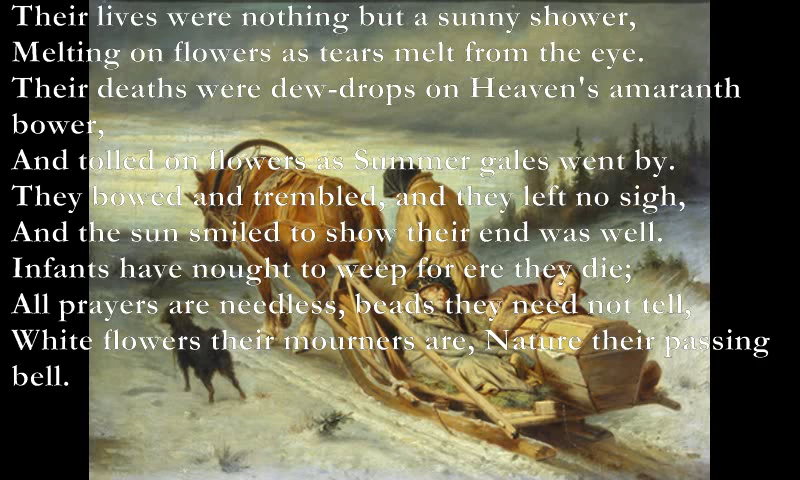 Their lives were nothing but a sunny shower,
Melting on flowers as tears melt from the eye.
Their deaths were dew-drops on Heaven's amaranth
bower,
And tolled on flowers as Summer gales went by.
They bowed and trembled, and they left no sigh,
And the sun smiled to show their end was well.
Infants have nought to weep for ere they die;
All prayers are needless, beads they need not tell,
White flowers their mourners are, Nature their passing
bell.